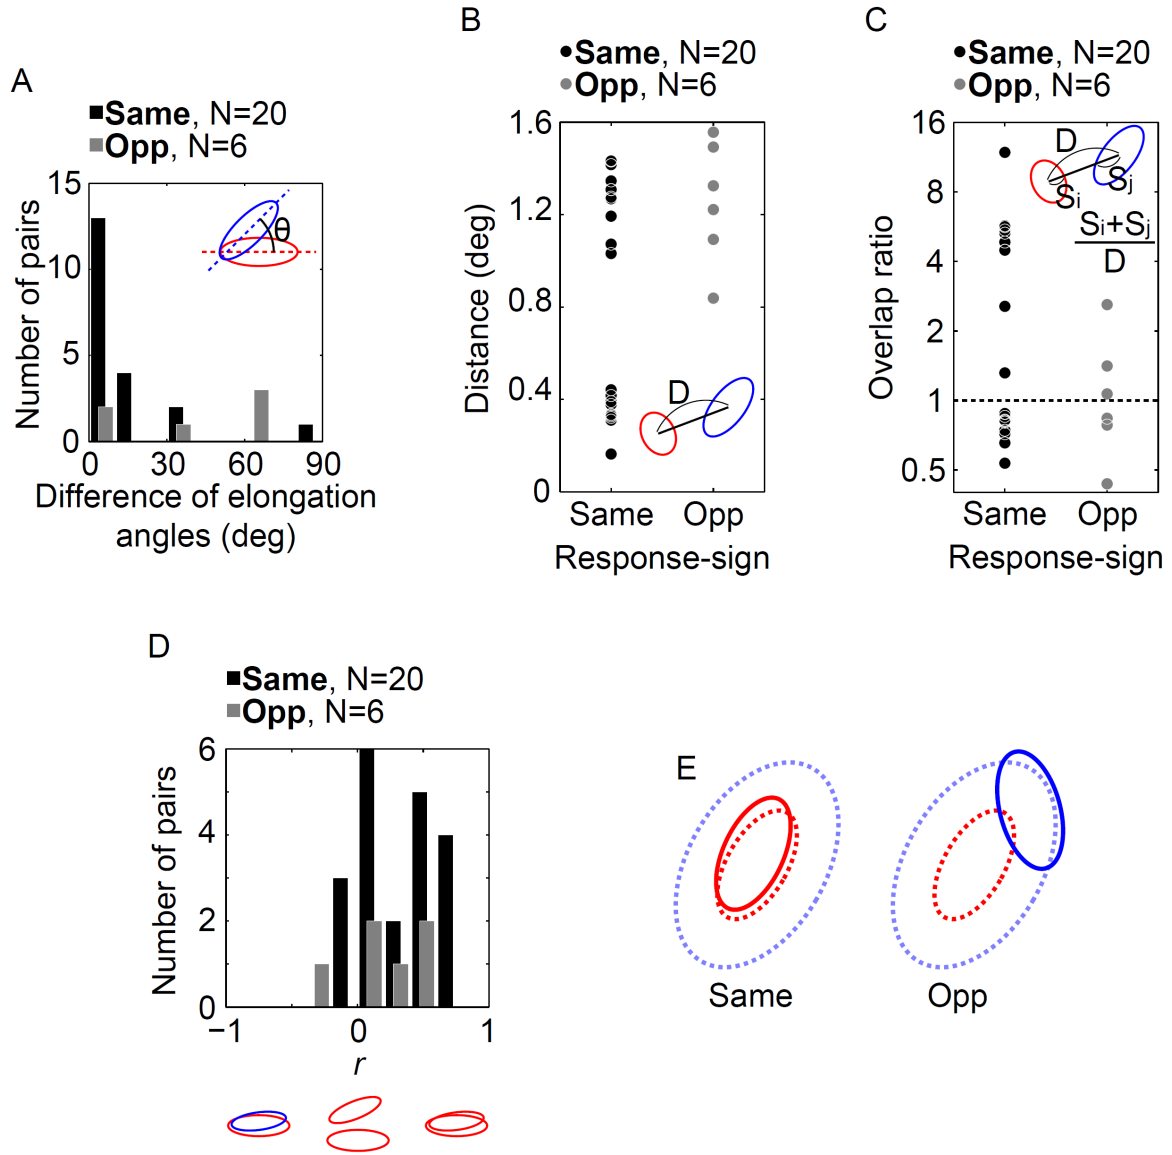 A
Same, N=20
Opp, N=6
15
10
5
0
Number of pairs
θ
0 30 60 90
Difference of elongation
angles (deg)
B
Same, N=20
Opp, N=6
1.6
1.2
0.8
0.4
0
Distance (deg)
D
Same Opp
Response-sign
C
Same, N=20
Opp, N=6
16
8
4
2
1
0.5
Overlap ratio
D
Si
Sj
Si+Sj
D
Same Opp
Response-sign
D
Same, N=20
Opp, N=6
6
4
2
0
Number of pairs
−1 0 1
r
E
Same Opp